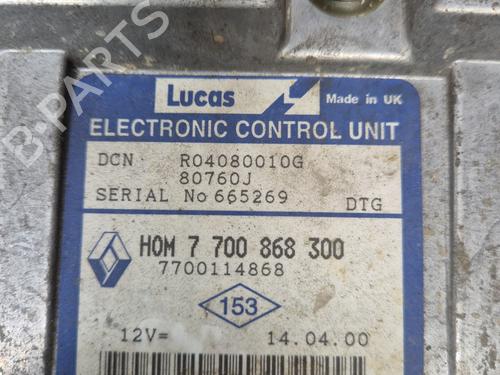 B-PARTS
Lucas
Made in UK
ELECTRONIC CONTROL UNIT
DCN R04080010G
80760J
SERIAL No 665269 DTG
HOM 7 700 868 300
7700114868
153
12V= 14.04.00